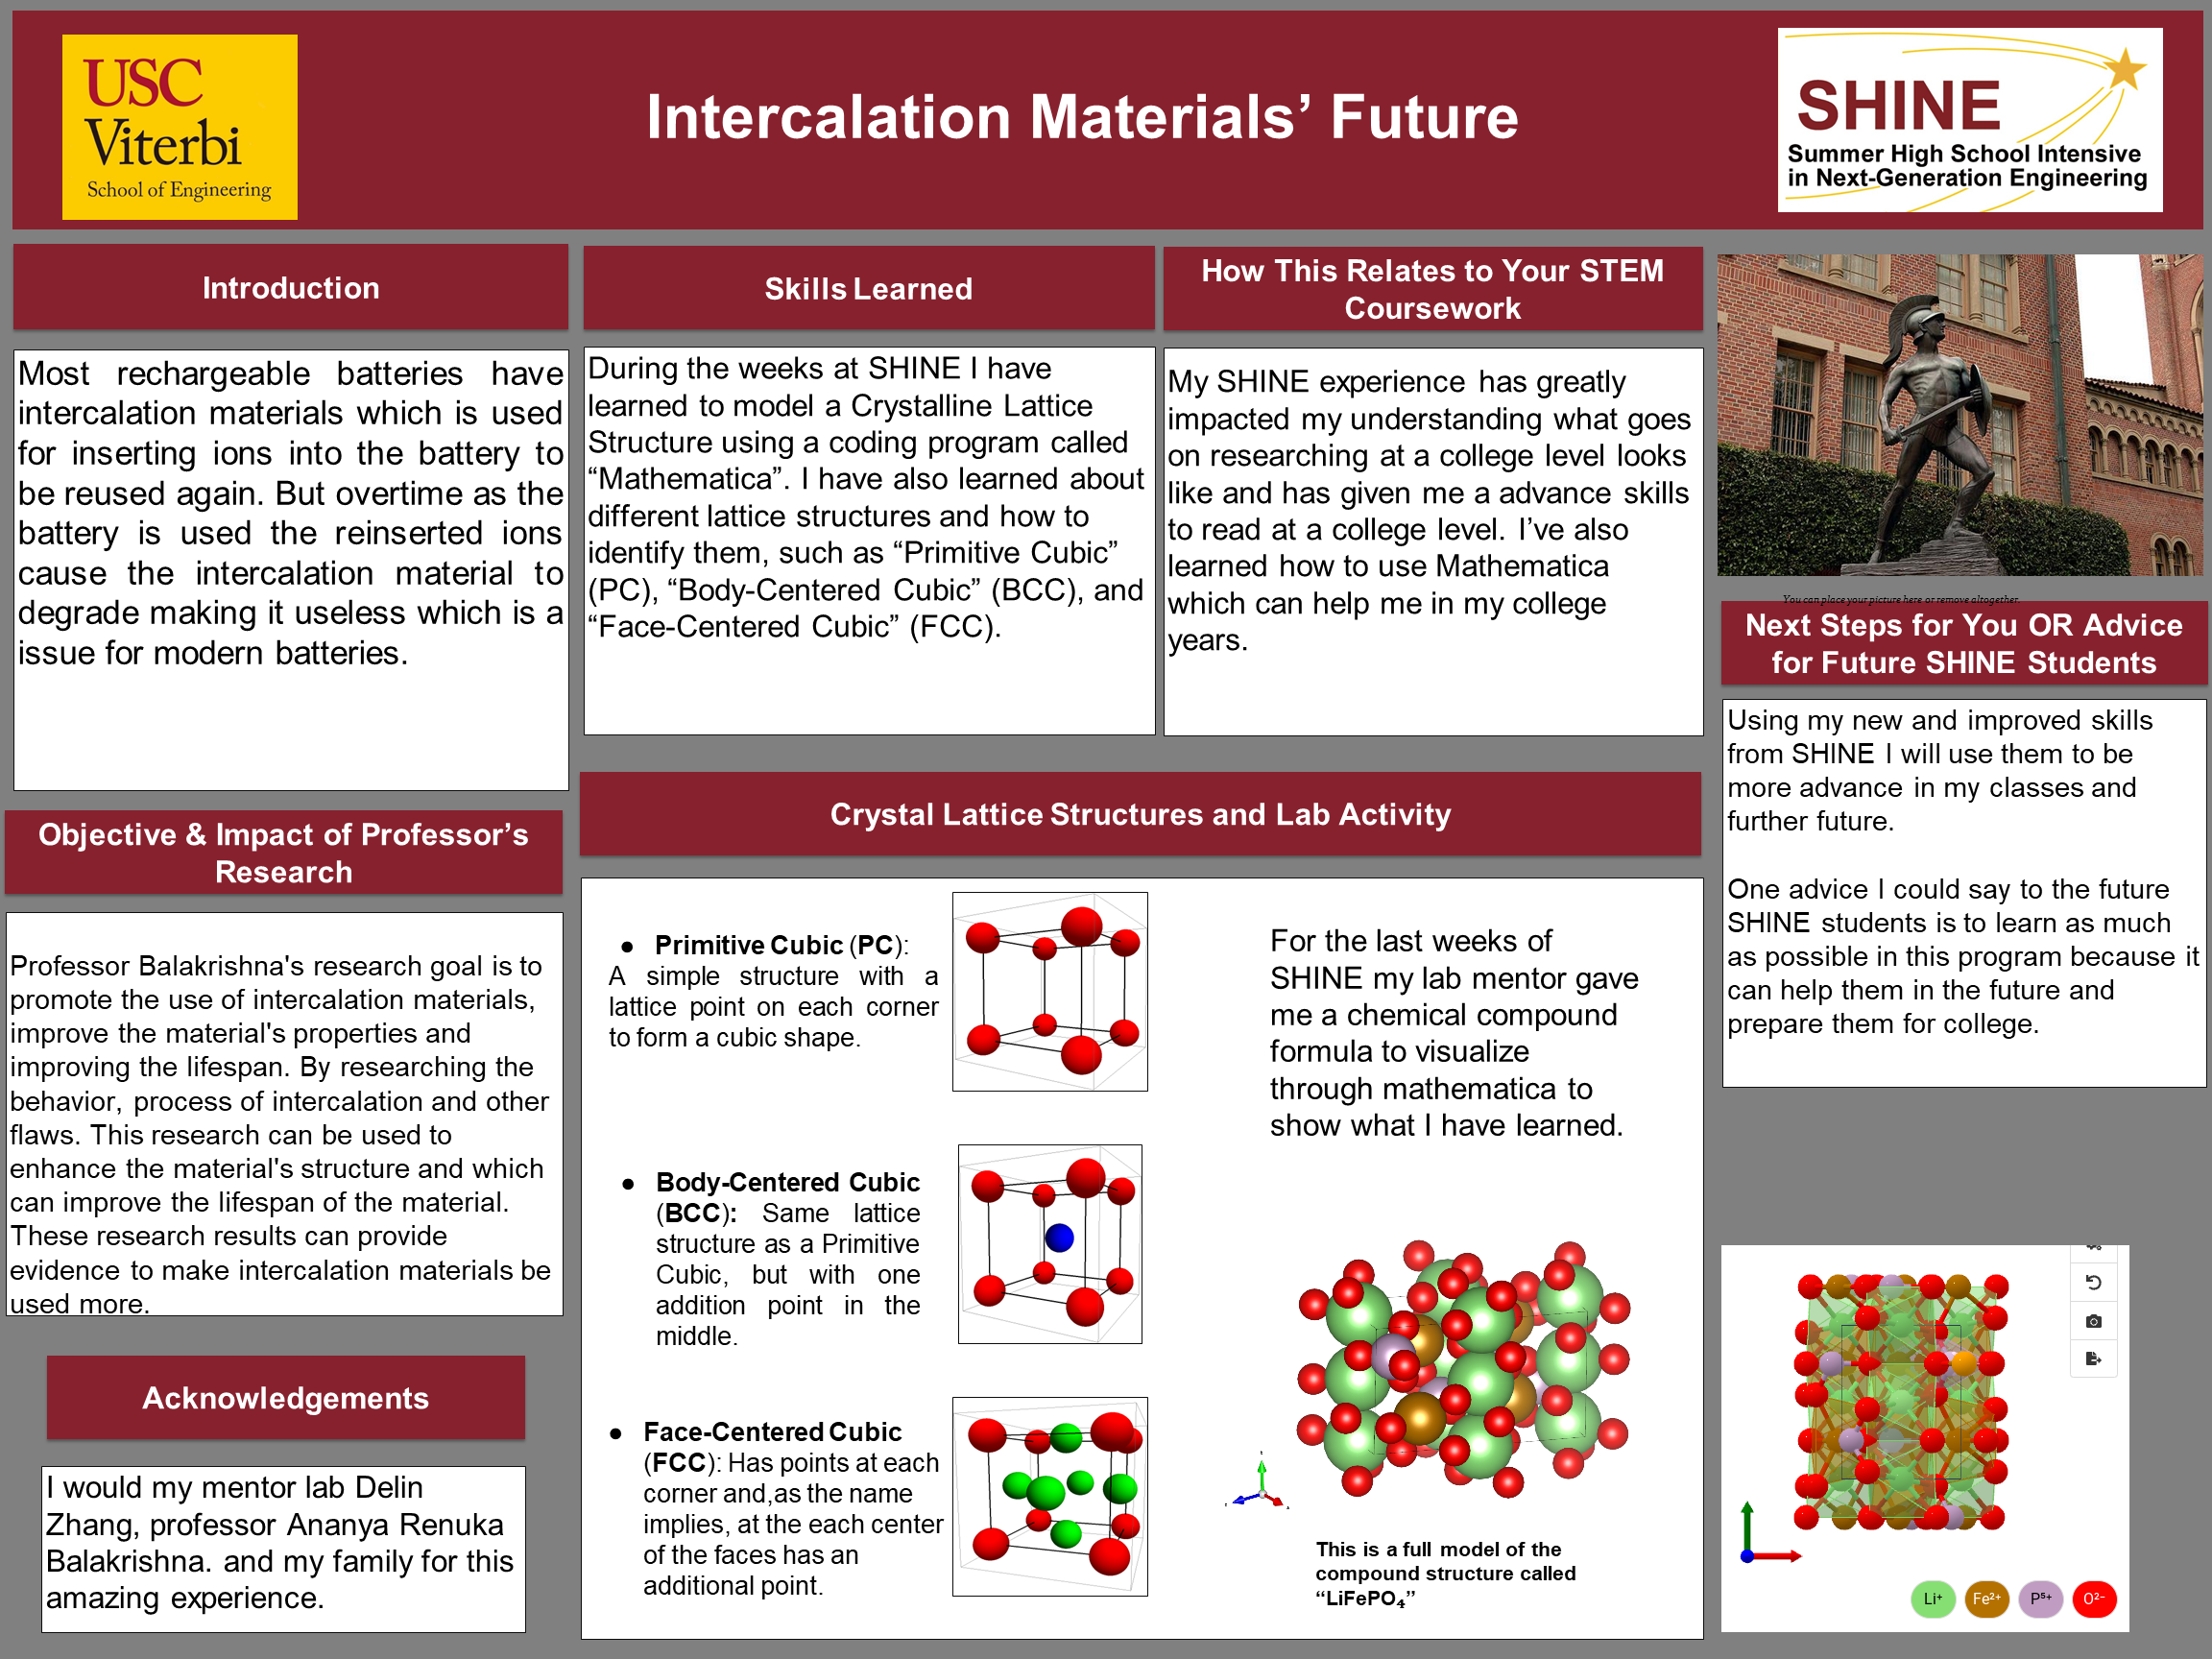 USC
Viterbi
School of Engineering
Intercalation Materials’ Future
SHINE
Summer High School Intensive
in Next-Generation Engineering
Introduction
Most rechargeable batteries have
intercalation materials which is used
for inserting ions into the battery to
be reused again. But overtime as the
battery is used the reinserted ions
cause the intercalation material to
degrade making it useless which is a
issue for modern batteries.
Objective & Impact of Professor’s
Research
Professor Balakrishna's research goal is to
promote the use of intercalation materials,
improve the material's properties and
improving the lifespan. By researching the
behavior, process of intercalation and other
flaws. This research can be used to
enhance the material's structure and which
can improve the lifespan of the material.
These research results can provide
evidence to make intercalation materials be
used more.
Acknowledgements
I would my mentor lab Delin
Zhang, professor Ananya Renuka
Balakrishna. and my family for this
amazing experience.
Skills Learned
During the weeks at SHINE I have
learned to model a Crystalline Lattice
Structure using a coding program called
“Mathematica”. I have also learned about
different lattice structures and how to
identify them, such as “Primitive Cubic”
(PC), “Body-Centered Cubic” (BCC), and
“Face-Centered Cubic” (FCC).
How This Relates to Your STEM
Coursework
My SHINE experience has greatly
impacted my understanding what goes
on researching at a college level looks
like and has given me a advance skills
to read at a college level. I’ve also
learned how to use Mathematica
which can help me in my college
years.
Crystal Lattice Structures and Lab Activity
● Primitive Cubic (PC):
A simple structure with a
lattice point on each corner
to form a cubic shape.
● Body-Centered Cubic
(BCC): Same lattice
structure as a Primitive
Cubic, but with one
addition point in the
middle.
● Face-Centered Cubic
(FCC): Has points at each
corner and,as the name
implies, at the each center
of the faces has an
additional point.
For the last weeks of
SHINE my lab mentor gave
me a chemical compound
formula to visualize
through mathematica to
show what I have learned.
This is a full model of the
compound structure called
“LiFePO₄”
You can place your picture here or remove altogether.
Next Steps for You OR Advice
for Future SHINE Students
Using my new and improved skills
from SHINE I will use them to be
more advance in my classes and
further future.
One advice I could say to the future
SHINE students is to learn as much
as possible in this program because it
can help them in the future and
prepare them for college.
Li⁺ Fe²⁺ P⁵⁺ O²⁻